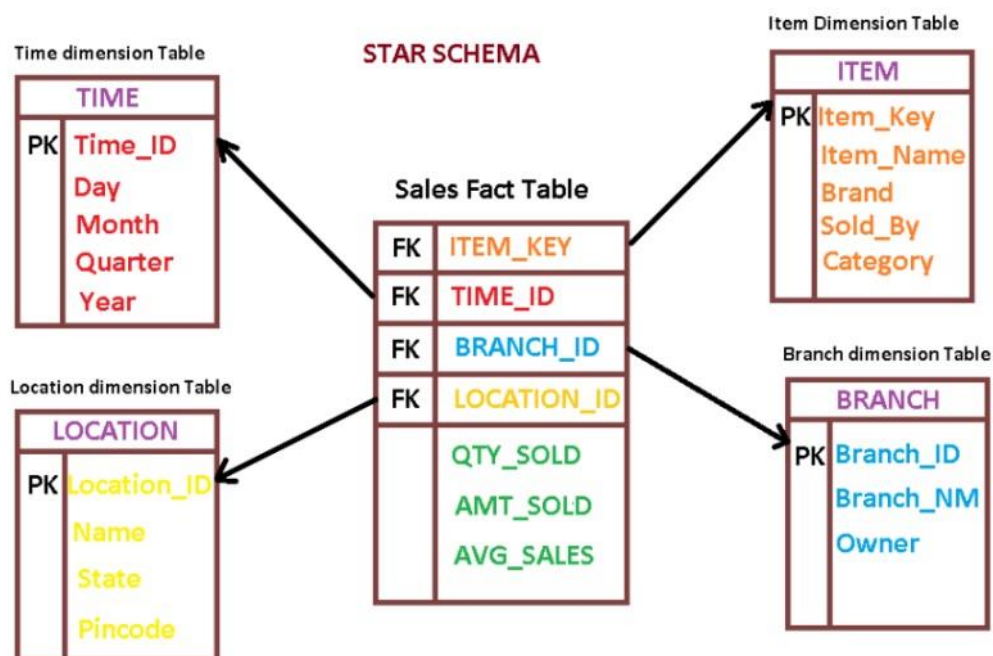 STAR SCHEMA
Time dimension Table
TIME
PK Time_ID
Day
Month
Quarter
Year
Item Dimension Table
ITEM
PK Item_Key
Item_Name
Brand
Sold_By
Category
Sales Fact Table
FK ITEM_KEY
FK TIME_ID
FK BRANCH_ID
FK LOCATION_ID
QTY_SOLD
AMT_SOLD
AVG_SALES
Location dimension Table
LOCATION
PK Location_ID
Name
State
Pincode
Branch dimension Table
BRANCH
PK Branch_ID
Branch_NM
Owner